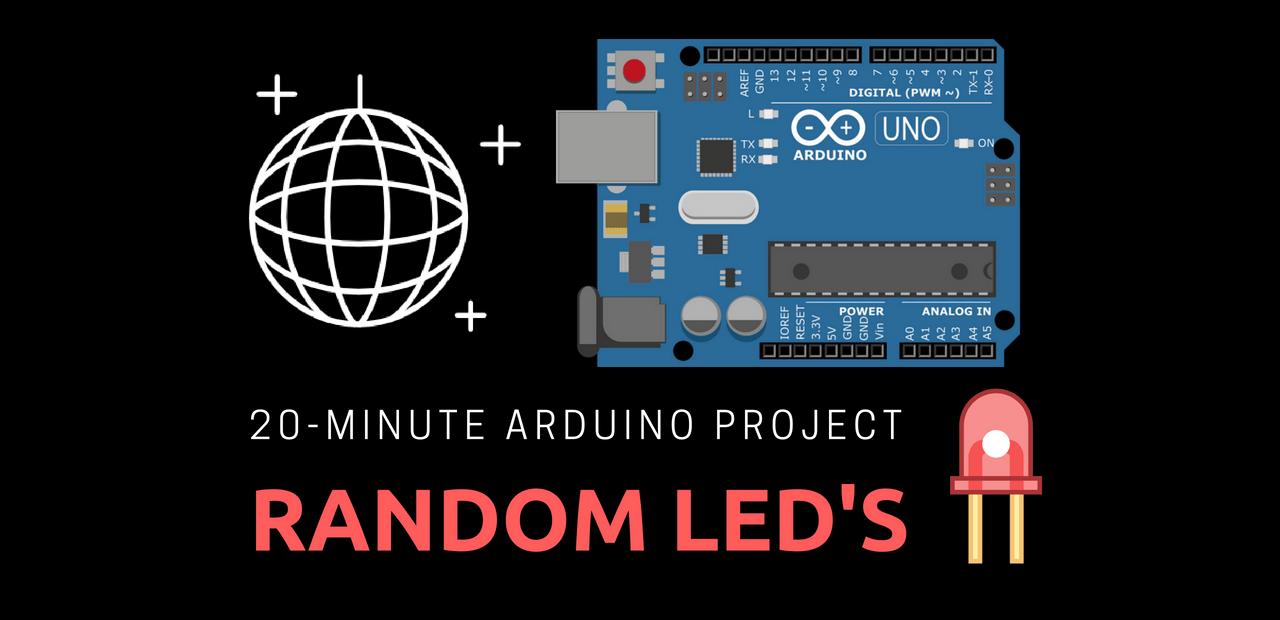 AREF
GND
13
12
~11
~10
~9
8
7
~6
~5
4
~3
2
TX-1
RX-0
DIGITAL (PWM ~)
L
TX
RX
- +
ARDUINO
UNO
ON
POWER
ANALOG IN
IOREF
RESET
3.3V
5V
GND
GND
Vin
A0
A1
A2
A3
A4
A5
20-MINUTE ARDUINO PROJECT
RANDOM LED'S